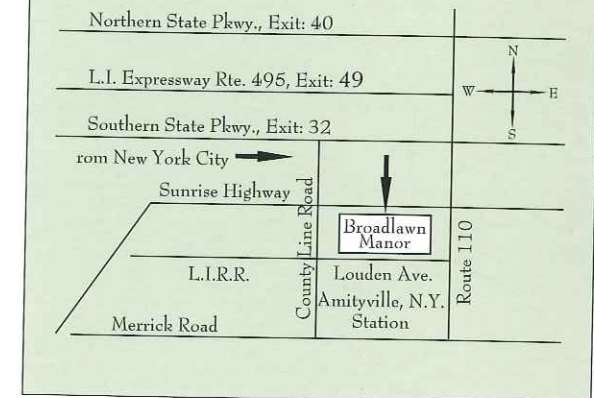 Northern State Pkwy., Exit: 40
N
L.I. Expressway Rte. 495, Exit: 49
W
E
S
Southern State Pkwy., Exit: 32
rom New York City
Sunrise Highway
County Line Road
Broadlawn
Manor
Route 110
L.I.R.R.
Louden Ave.
Amityville, N.Y.
Station
Merrick Road